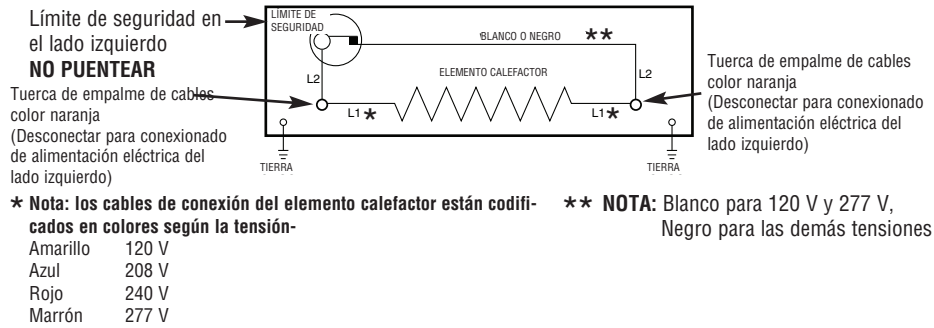 Límite de seguridad en
el lado izquierdo
NO PUENTEAR
Tuerca de empalme de cables
color naranja
(Desconectar para conexionado
de alimentación eléctrica del
lado izquierdo)
LÍMITE DE
SEGURIDAD
BLANCO O NEGRO **
L2
L2
ELEMENTO CALEFACTOR
L1*
L1*
TIERRA
TIERRA
Tuerca de empalme de cables
color naranja
(Desconectar para conexionado
de alimentación eléctrica del
lado izquierdo)
* Nota: los cables de conexión del elemento calefactor están codifi-
cados en colores según la tensión-
Amarillo 120 V
Azul 208 V
Rojo 240 V
Marrón 277 V
** NOTA: Blanco para 120 V y 277 V,
Negro para las demás tensiones